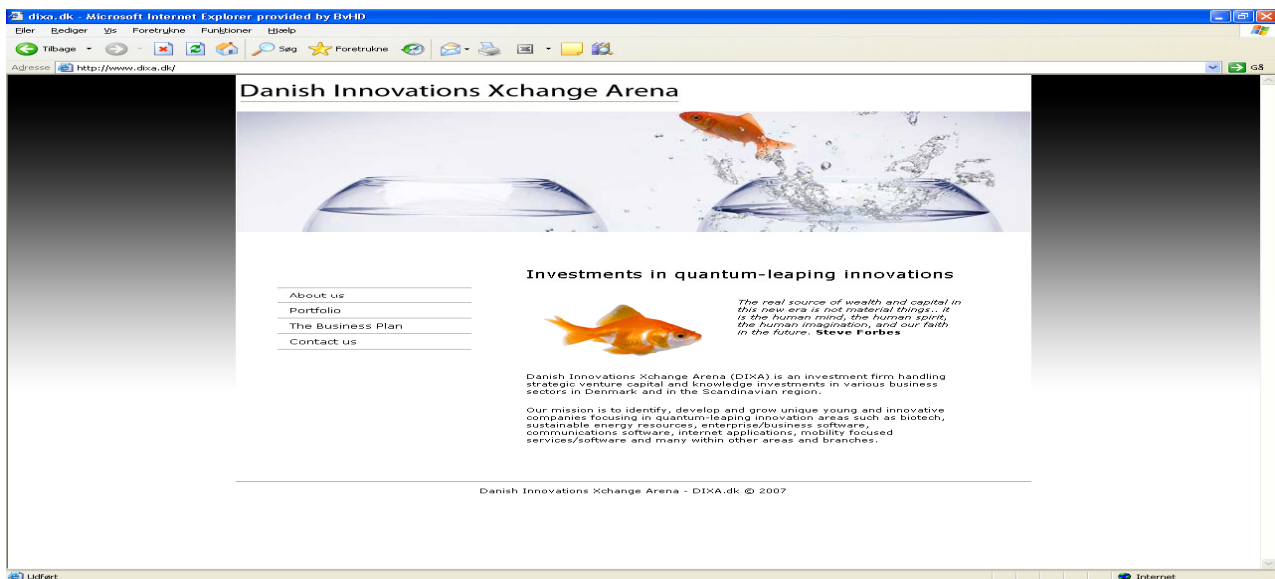 dixa.dk - Microsoft Internet Explorer provided by BvHD
Filer Rediger Vis Foretrukne Funktioner Hjælp
Tilbage Søg Foretrukne
Adresse http://www.dixa.dk/ Gå
Danish Innovations Xchange Arena
Investments in quantum-leaping innovations
About us
Portfolio
The Business Plan
Contact us
The real source of wealth and capital in
this new era is not material things.. it
is the human mind, the human spirit,
the human imagination, and our faith
in the future. Steve Forbes
Danish Innovations Xchange Arena (DIXA) is an investment firm handling
strategic venture capital and knowledge investments in various business
sectors in Denmark and in the Scandinavian region.
Our mission is to identify, develop and grow unique young and innovative
companies focusing in quantum-leaping innovation areas such as biotech,
sustainable energy resources, enterprise/business software,
communications software, internet applications, mobility focused
services/software and many within other areas and branches.
Danish Innovations Xchange Arena - DIXA.dk © 2007
Udført Internet